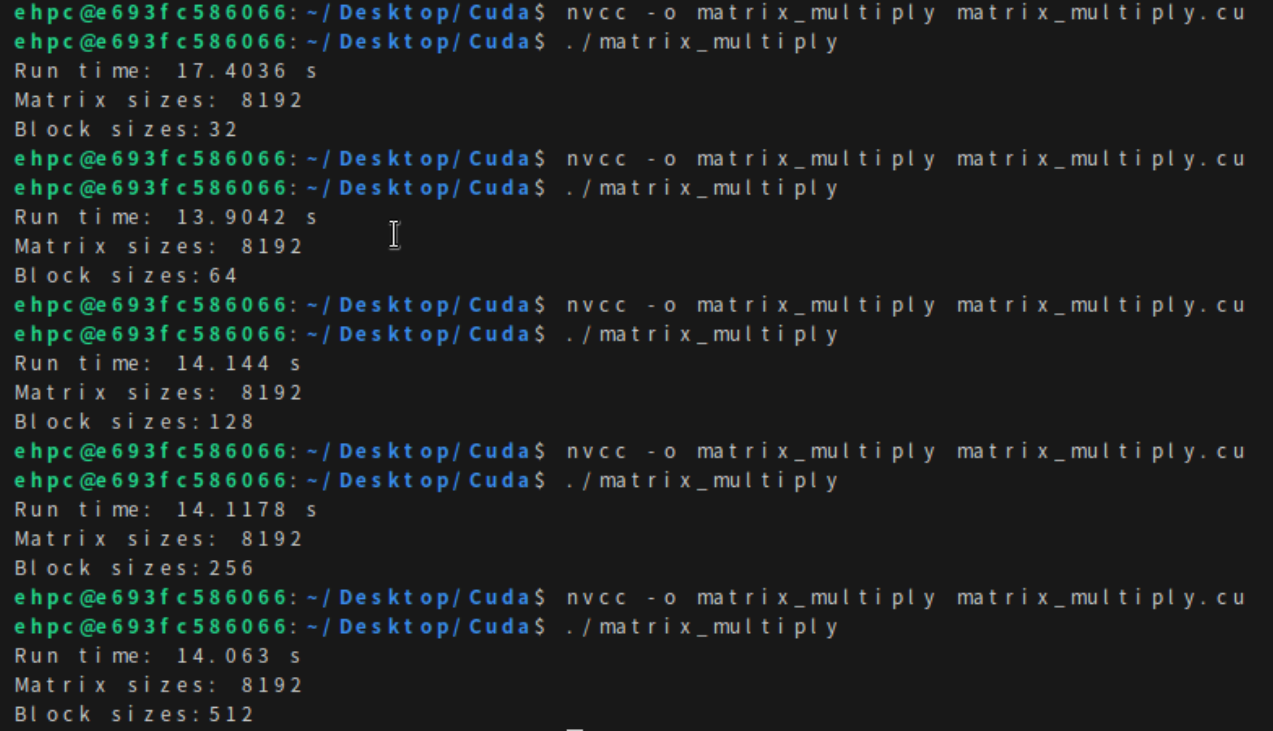 ehpc@e693fc586066:~/Desktop/Cuda$ nvcc -o matrix_multiply matrix_multiply.cu
ehpc@e693fc586066:~/Desktop/Cuda$ ./matrix_multiply
Run time: 17.4036 s
Matrix sizes: 8192
Block sizes:32
ehpc@e693fc586066:~/Desktop/Cuda$ nvcc -o matrix_multiply matrix_multiply.cu
ehpc@e693fc586066:~/Desktop/Cuda$ ./matrix_multiply
Run time: 13.9042 s
Matrix sizes: 8192
Block sizes:64
ehpc@e693fc586066:~/Desktop/Cuda$ nvcc -o matrix_multiply matrix_multiply.cu
ehpc@e693fc586066:~/Desktop/Cuda$ ./matrix_multiply
Run time: 14.144 s
Matrix sizes: 8192
Block sizes:128
ehpc@e693fc586066:~/Desktop/Cuda$ nvcc -o matrix_multiply matrix_multiply.cu
ehpc@e693fc586066:~/Desktop/Cuda$ ./matrix_multiply
Run time: 14.1178 s
Matrix sizes: 8192
Block sizes:256
ehpc@e693fc586066:~/Desktop/Cuda$ nvcc -o matrix_multiply matrix_multiply.cu
ehpc@e693fc586066:~/Desktop/Cuda$ ./matrix_multiply
Run time: 14.063 s
Matrix sizes: 8192
Block sizes:512